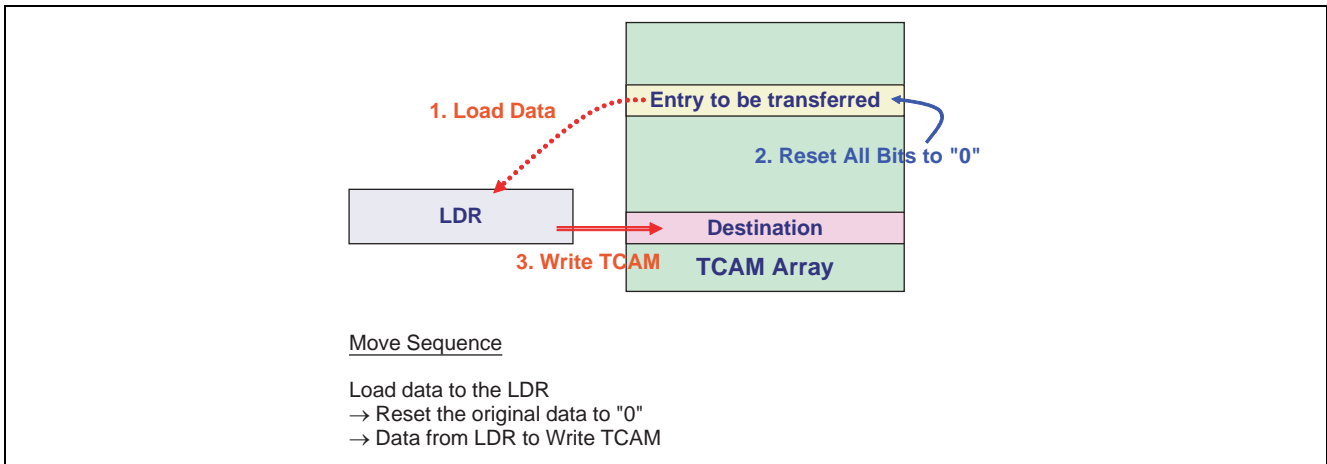 Entry to be transferred
1. Load Data
2. Reset All Bits to "0"
LDR
Destination
3. Write TCAM
TCAM Array
Move Sequence
Load data to the LDR
→ Reset the original data to "0"
→ Data from LDR to Write TCAM